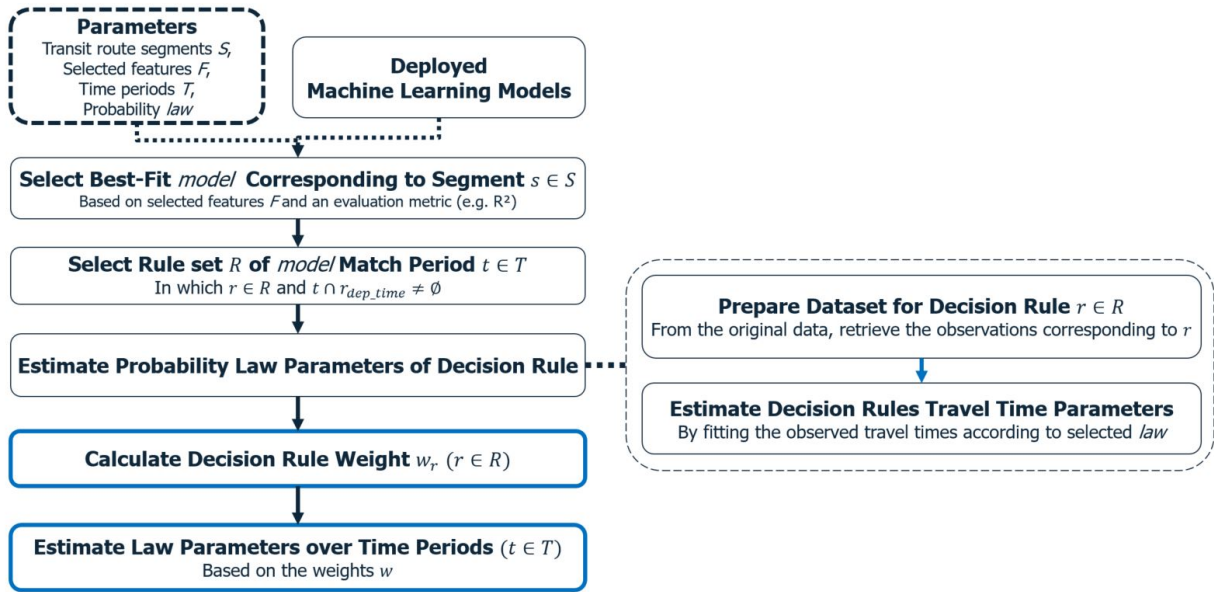 Parameters
Transit route segments S,
Selected features F,
Time periods T,
Probability law
Deployed
Machine Learning Models
Select Best-Fit model Corresponding to Segment s ∈ S
Based on selected features F and an evaluation metric (e.g. R²)
Select Rule set R of model Match Period t ∈ T
In which r ∈ R and t ∩ r_dep_time ≠ ∅
Estimate Probability Law Parameters of Decision Rule
Prepare Dataset for Decision Rule r ∈ R
From the original data, retrieve the observations corresponding to r
Estimate Decision Rules Travel Time Parameters
By fitting the observed travel times according to selected law
Calculate Decision Rule Weight w_r (r ∈ R)
Estimate Law Parameters over Time Periods (t ∈ T)
Based on the weights w